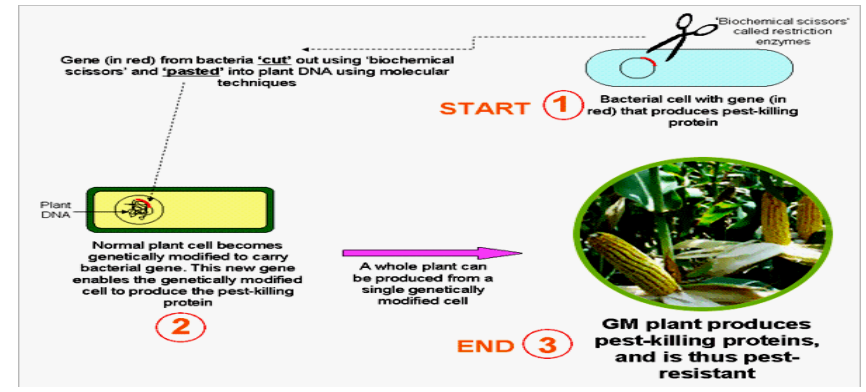 'Biochemical scissors'
called restriction
enzymes
Gene (in red) from bacteria 'cut' out using 'biochemical
scissors' and 'pasted' into plant DNA using molecular
techniques
START 1
Bacterial cell with gene (in
red) that produces pest-killing
protein
Plant
DNA
Normal plant cell becomes
genetically modified to carry
bacterial gene. This new gene
enables the genetically modified
cell to produce the pest-killing
protein
2
A whole plant can
be produced from a
single genetically
modified cell
END 3
GM plant produces
pest-killing proteins,
and is thus pest-
resistant